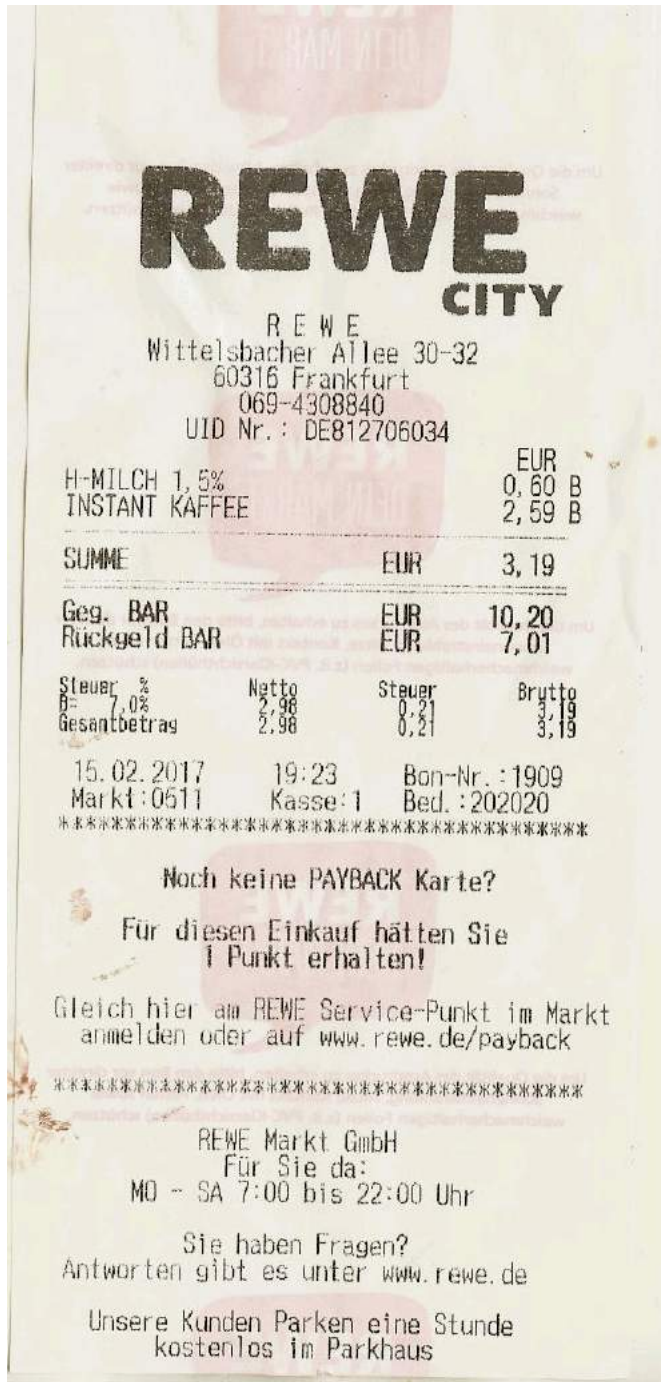 REWE
CITY
R E W E
Wittelsbacher Allee 30-32
60316 Frankfurt
069-4308840
UID Nr.: DE812706034
EUR
H-MILCH 1,5% 0,60 B
INSTANT KAFFEE 2,59 B
SUMME EUR 3,19
Geg. BAR EUR 10,20
Rückgeld BAR EUR 7,01
Steuer % Netto Steuer Brutto
B= 7,0% 2,98 0,21 3,19
Gesamtbetrag 2,98 0,21 3,19
15.02.2017 19:23 Bon-Nr.:1909
Markt:0511 Kasse:1 Bed.:202020
****************************************
Noch keine PAYBACK Karte?
Für diesen Einkauf hätten Sie
1 Punkt erhalten!
Gleich hier am REWE Service-Punkt im Markt
anmelden oder auf www.rewe.de/payback
****************************************
REWE Markt GmbH
Für Sie da:
MO - SA 7:00 bis 22:00 Uhr
Sie haben Fragen?
Antworten gibt es unter www.rewe.de
Unsere Kunden Parken eine Stunde
kostenlos im Parkhaus